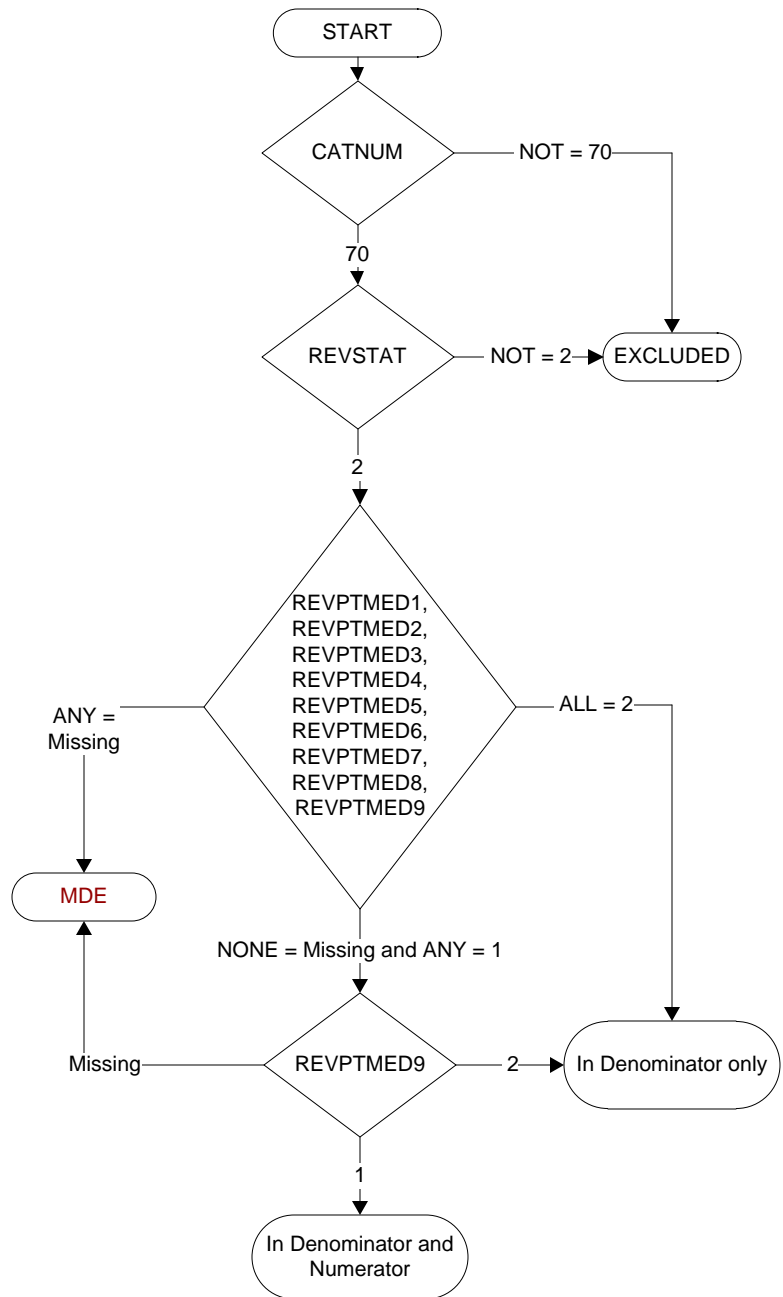 START
CATNUM
NOT = 70
70
REVSTAT
NOT = 2
EXCLUDED
2
REVPTMED1,
REVPTMED2,
REVPTMED3,
REVPTMED4,
REVPTMED5,
REVPTMED6,
REVPTMED7,
REVPTMED8,
REVPTMED9
ANY =
Missing
ALL = 2
MDE
NONE = Missing and ANY = 1
Missing
REVPTMED9
2
In Denominator only
1
In Denominator and
Numerator